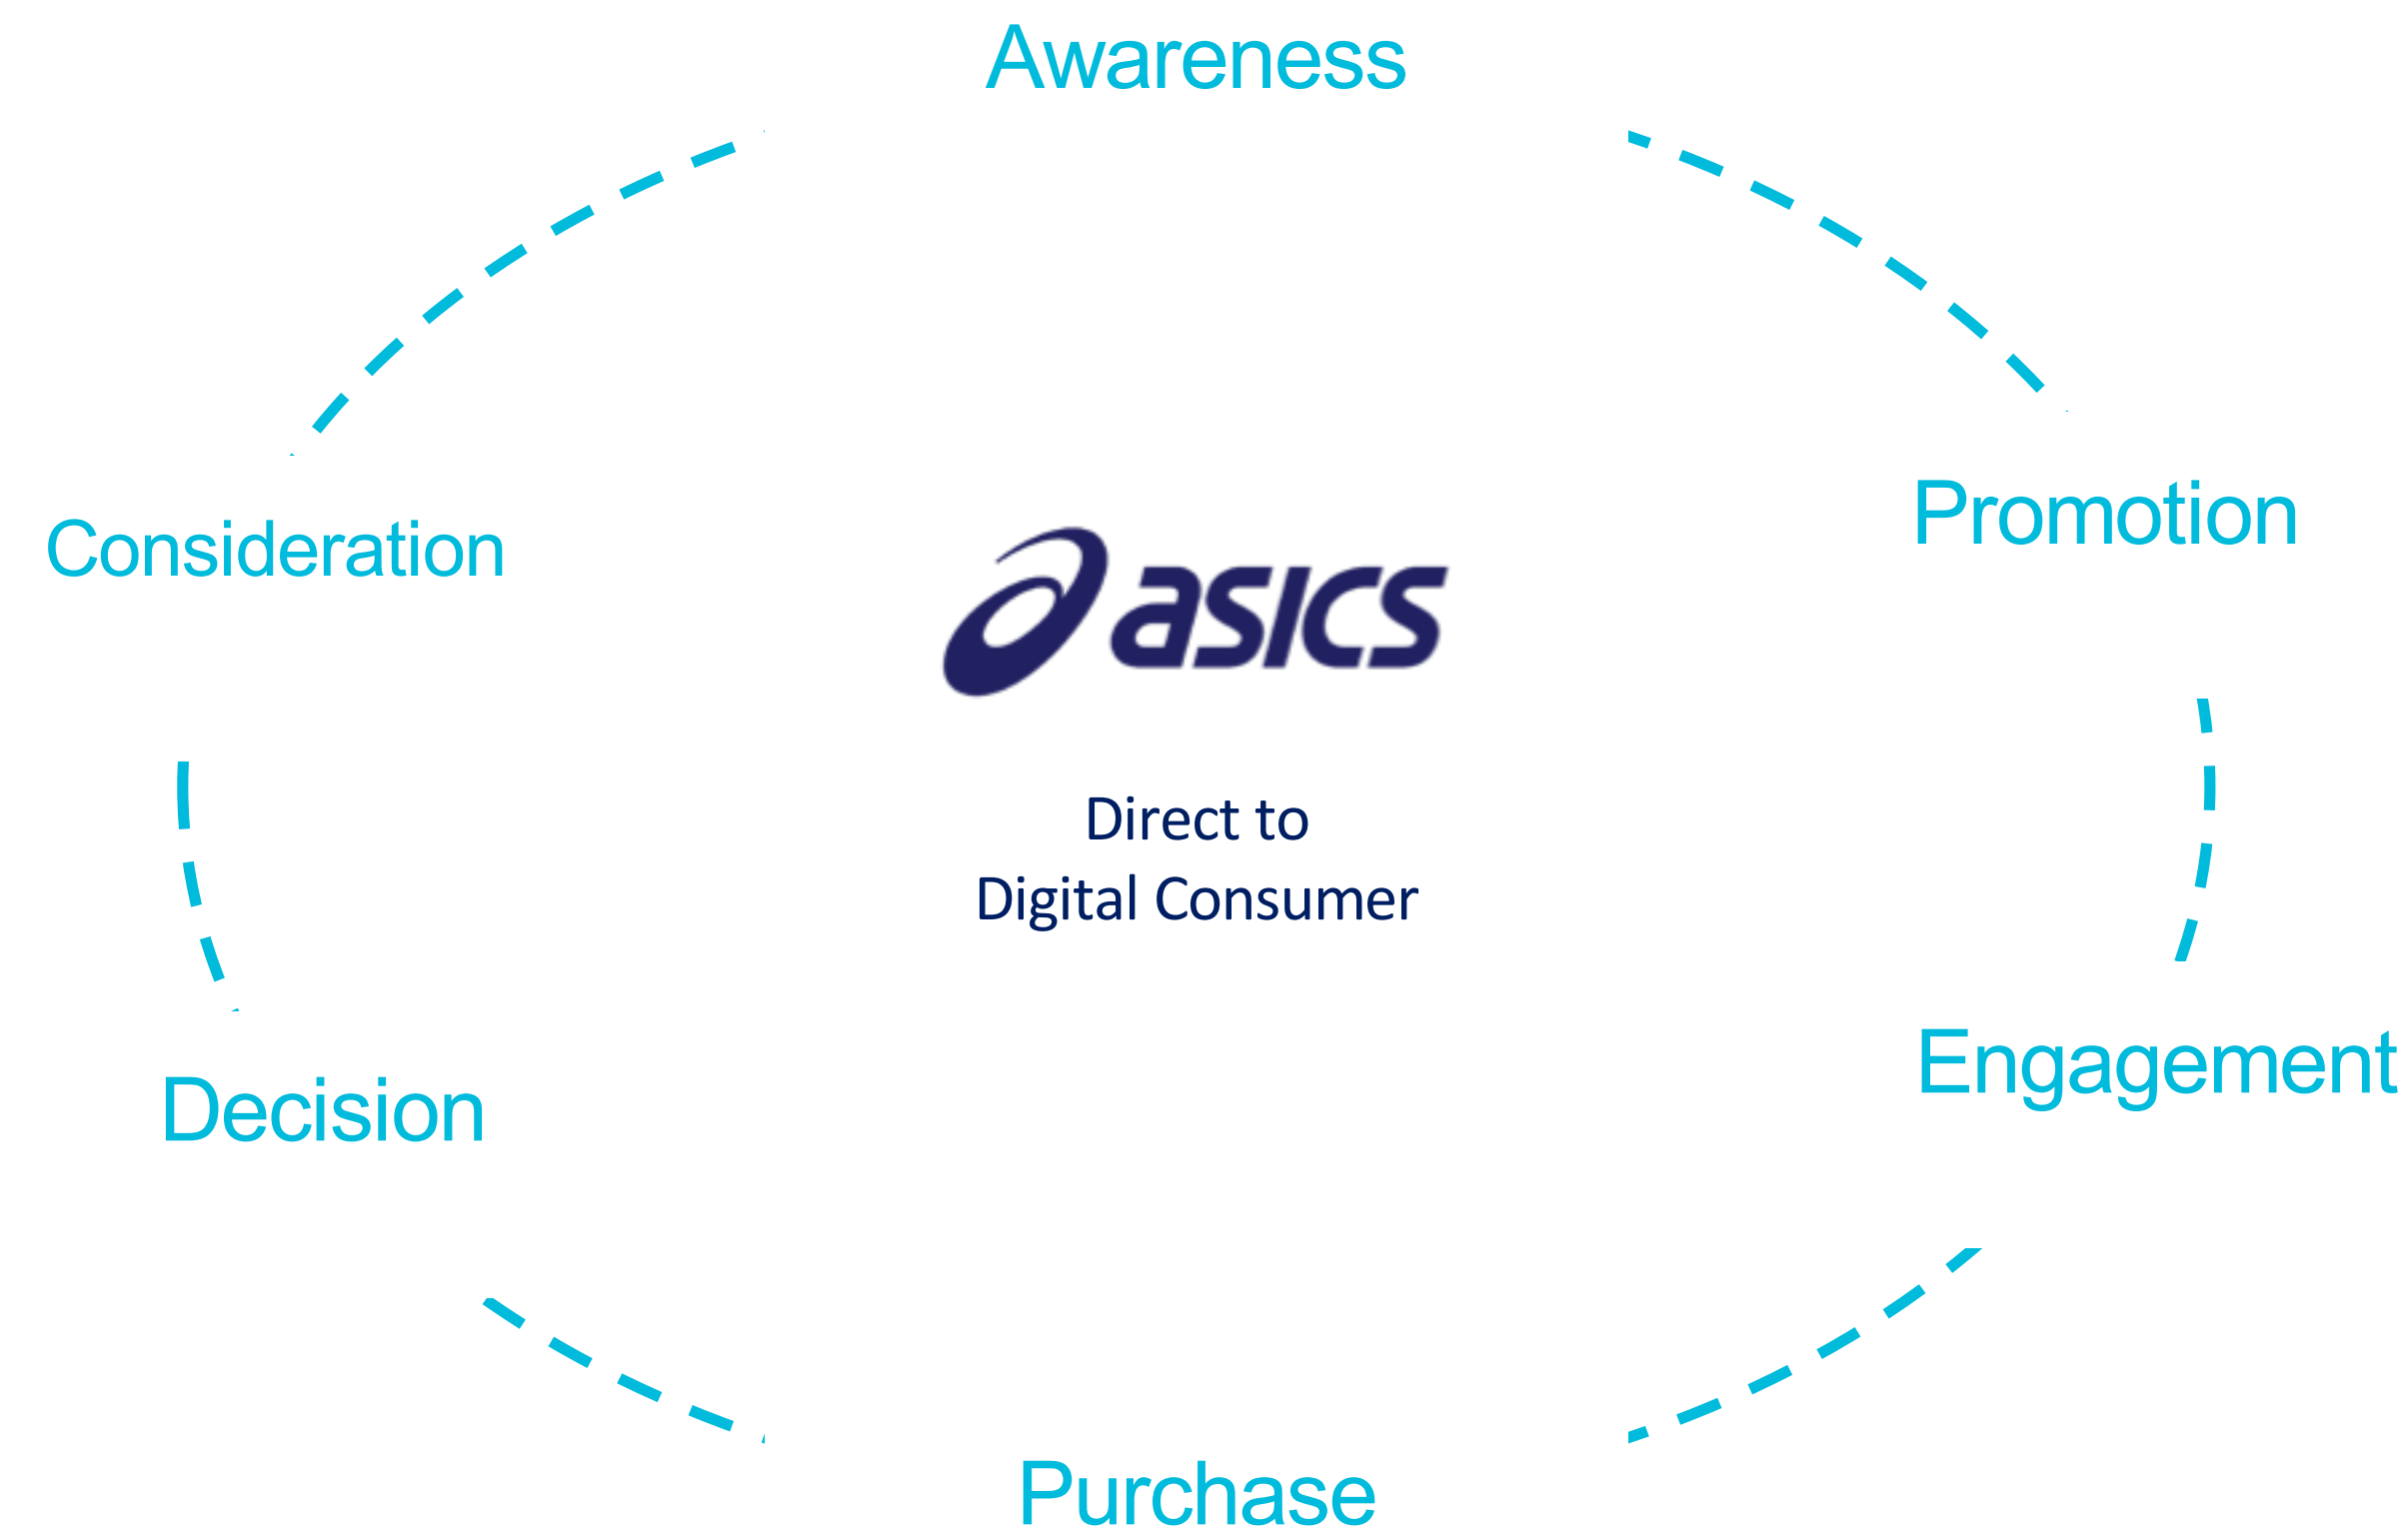 Awareness
Promotion
Consideration
asics
Direct to
Digital Consumer
Engagement
Decision
Purchase